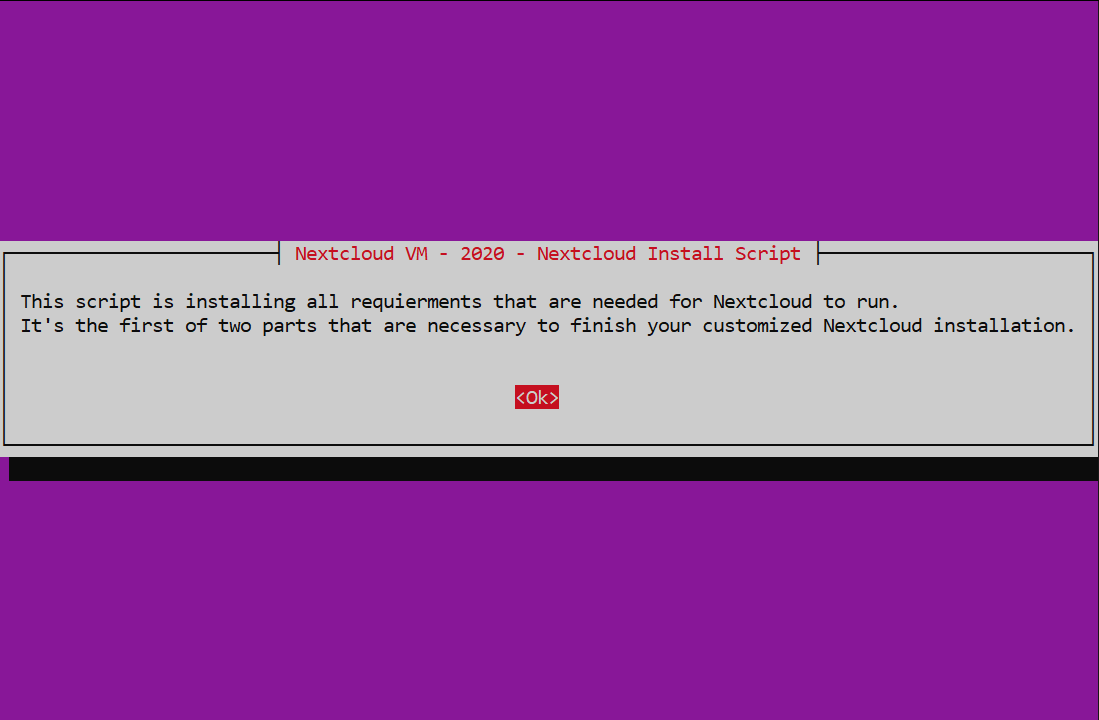 Nextcloud VM - 2020 - Nextcloud Install Script
This script is installing all requierments that are needed for Nextcloud to run.
It's the first of two parts that are necessary to finish your customized Nextcloud installation.
<Ok>